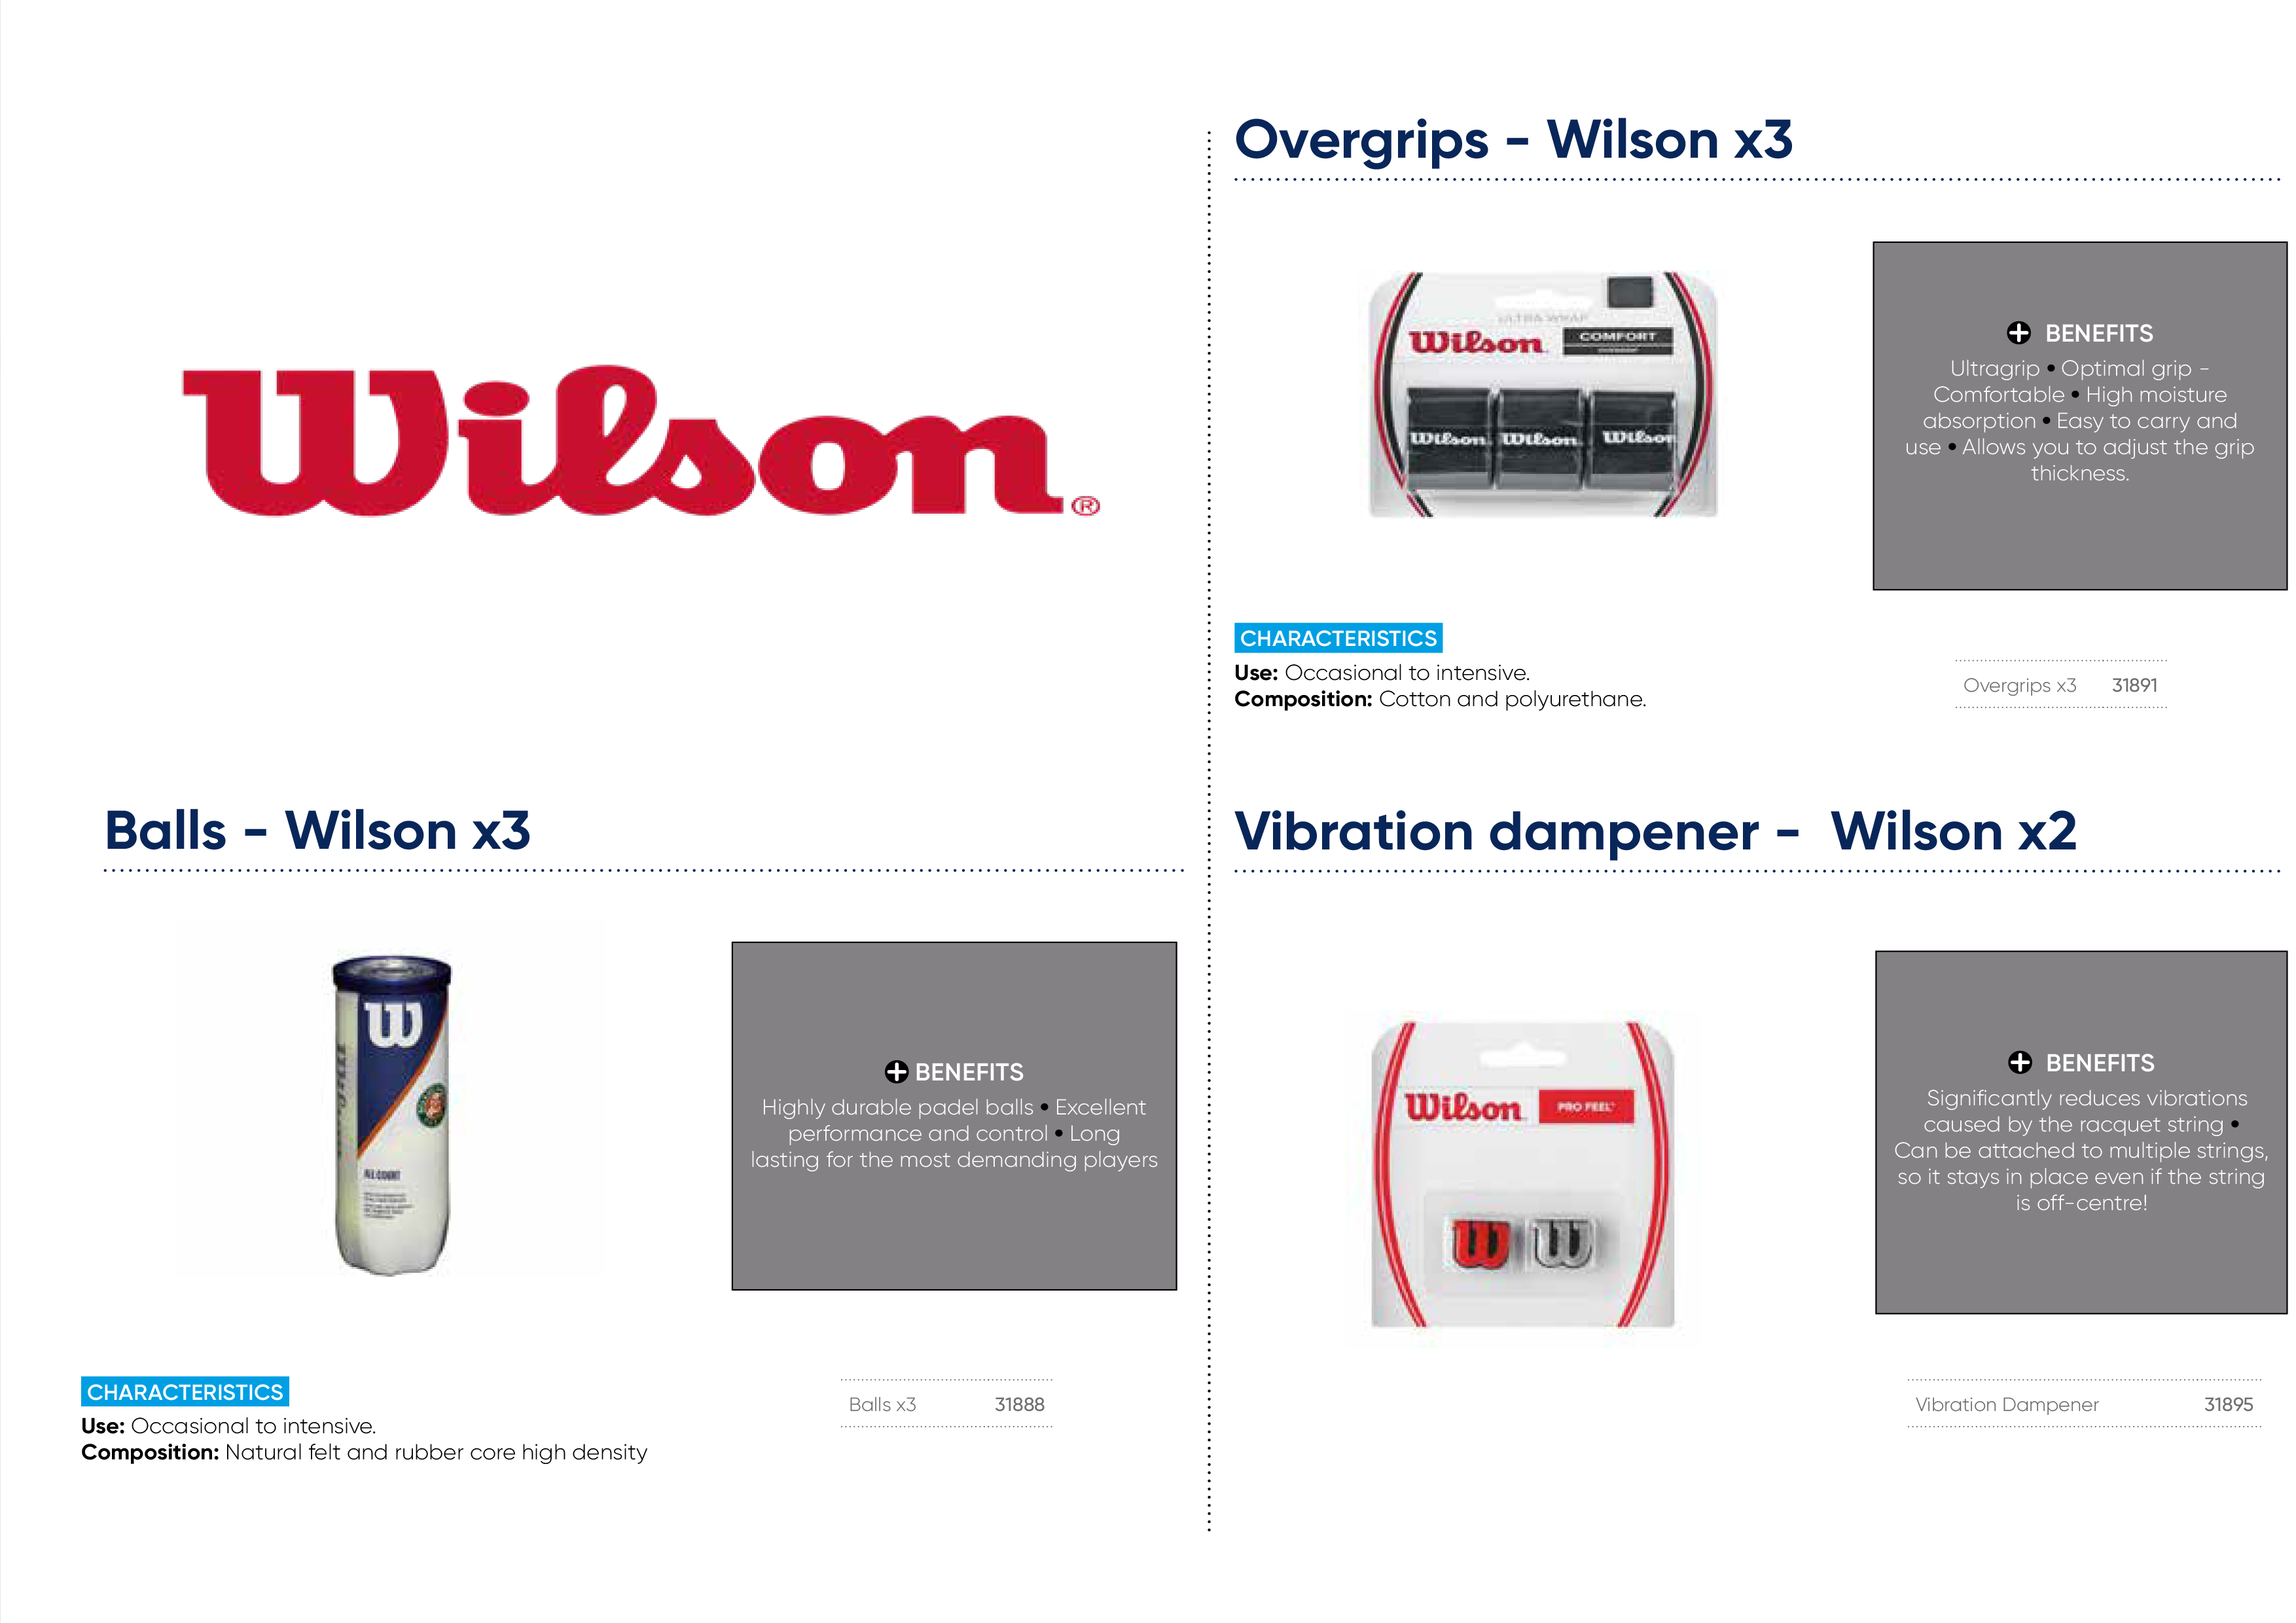 Wilson®
Overgrips - Wilson x3
ULTRA WRAP
Wilson
COMFORT
Wilson Wilson Wilson
BENEFITS
Ultragrip • Optimal grip -
Comfortable • High moisture
absorption • Easy to carry and
use • Allows you to adjust the grip
thickness.
CHARACTERISTICS
Use: Occasional to intensive.
Composition: Cotton and polyurethane.
Overgrips x3 31891
Balls - Wilson x3
W
ALL COURT
BENEFITS
Highly durable padel balls • Excellent
performance and control • Long
lasting for the most demanding players
CHARACTERISTICS
Use: Occasional to intensive.
Composition: Natural felt and rubber core high density
Balls x3 31888
Vibration dampener - Wilson x2
Wilson
PRO FEEL
W W
BENEFITS
Significantly reduces vibrations
caused by the racquet string •
Can be attached to multiple strings,
so it stays in place even if the string
is off-centre!
Vibration Dampener 31895